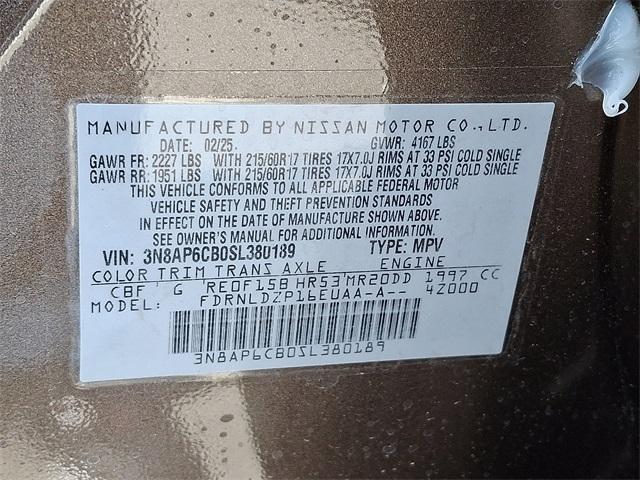 MANUFACTURED BY NISSAN MOTOR CO., LTD.
DATE: 02/25. GVWR: 4167 LBS
GAWR FR: 2227 LBS WITH 215/60R17 TIRES 17X7.0J RIMS AT 33 PSI COLD SINGLE
GAWR RR: 1951 LBS WITH 215/60R17 TIRES 17X7.0J RIMS AT 33 PSI COLD SINGLE
THIS VEHICLE CONFORMS TO ALL APPLICABLE FEDERAL MOTOR
VEHICLE SAFETY AND THEFT PREVENTION STANDARDS
IN EFFECT ON THE DATE OF MANUFACTURE SHOWN ABOVE.
SEE OWNER'S MANUAL FOR ADDITIONAL INFORMATION.
VIN: 3N8AP6CB0SL380189 TYPE: MPV
COLOR TRIM TRANS AXLE ENGINE
CBF G RE0F15B HR53 MR20DD 1997 CC
MODEL: FDRNLDZP16EUAA-A-- 42000
3N8AP6CB0SL380189